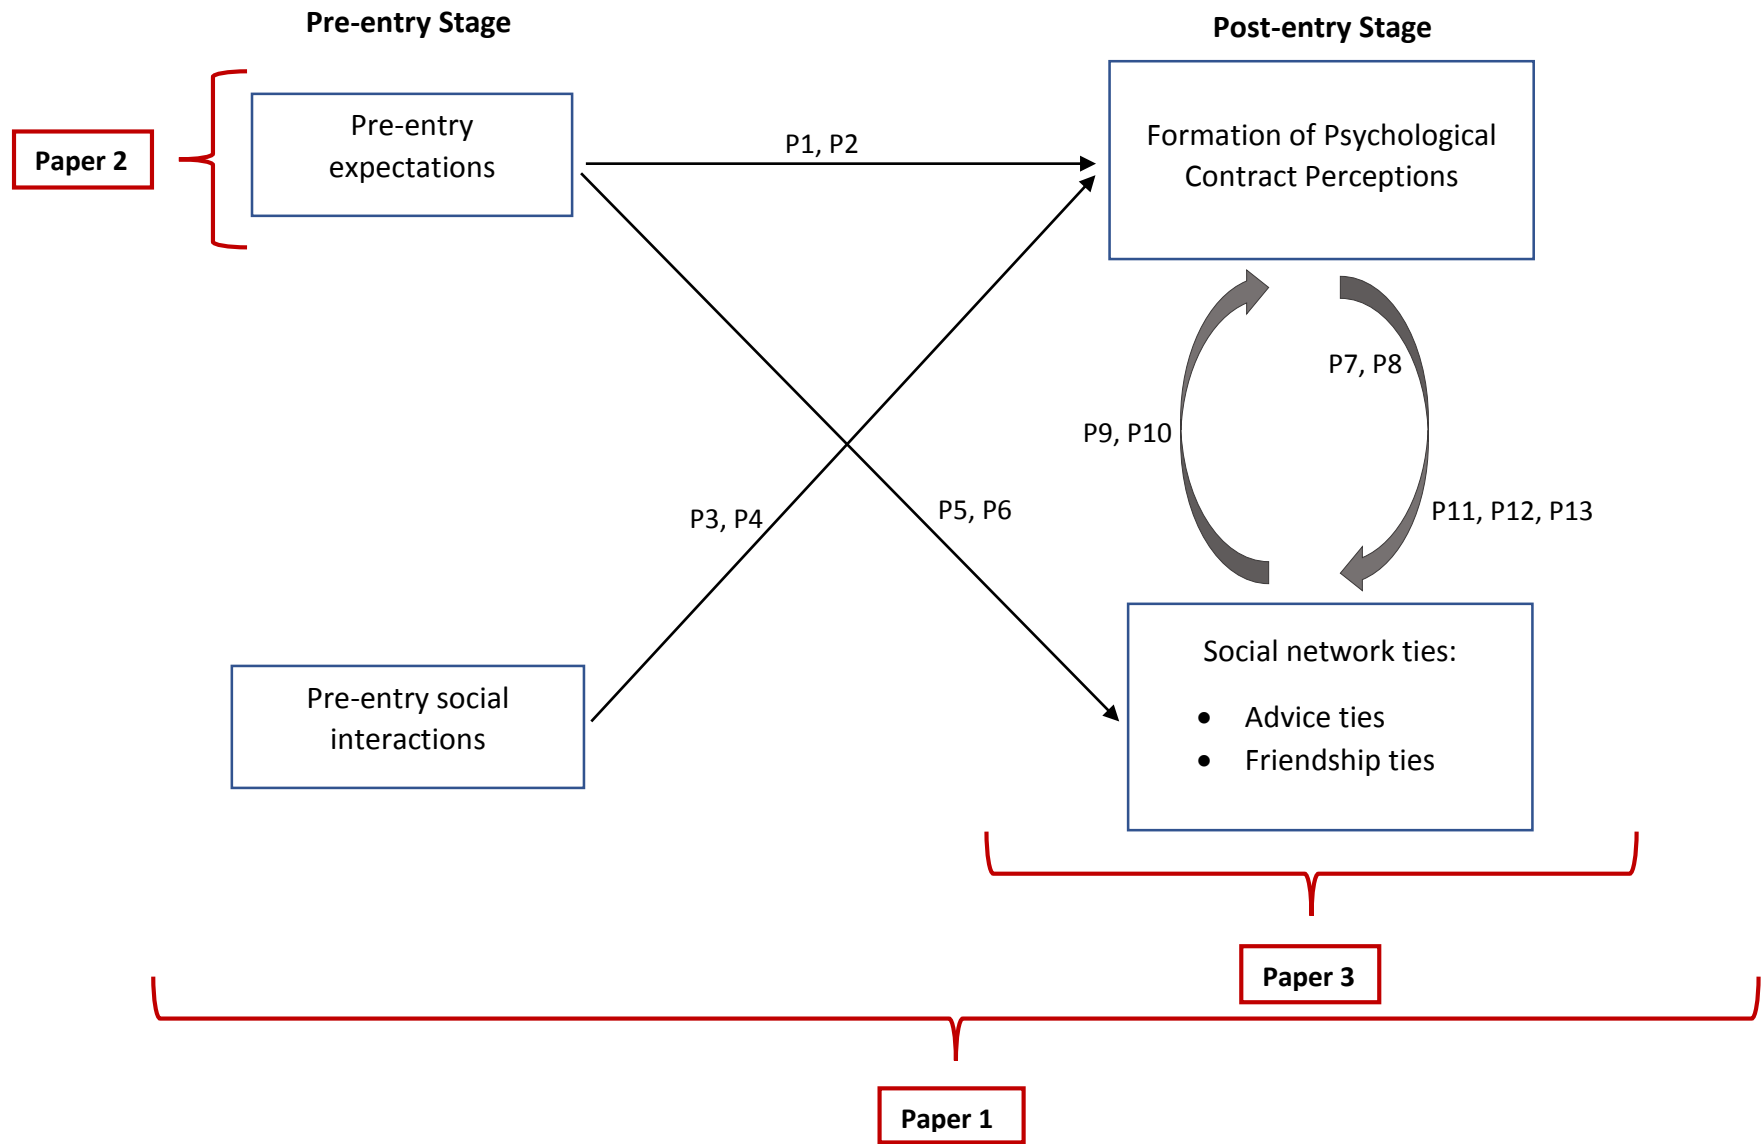 Pre-entry Stage
Post-entry Stage
Paper 2
Pre-entry
expectations
P1, P2
Formation of Psychological
Contract Perceptions
P7, P8
P9, P10
P3, P4
P5, P6
P11, P12, P13
Pre-entry social
interactions
Social network ties:
• Advice ties
• Friendship ties
Paper 3
Paper 1